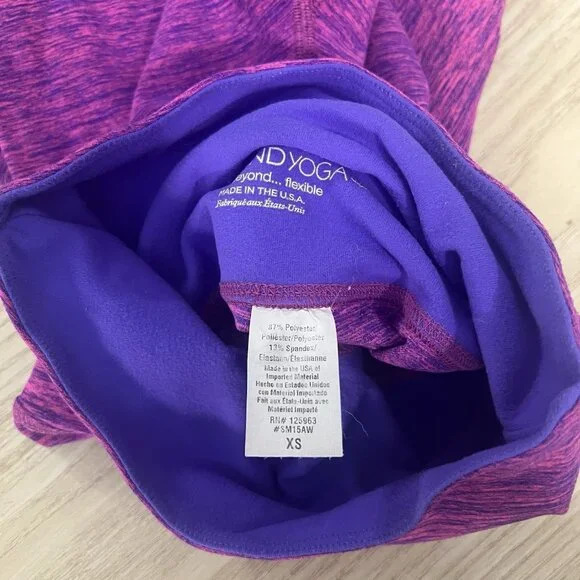 ND YOGA
eyond... flexible
MADE IN THE U.S.A.
Fabriqué aux États-Unis
87% Polyester/
Poliéster/Polyester
13% Spandex/
Elastano/Élasthanne
Made in the USA of
Imported Material
Hecho en Estados Unidos
con Material Importado
Fait aux États-Unis avec
Matériel Importé
RN# 125963
#SM15AW
XS